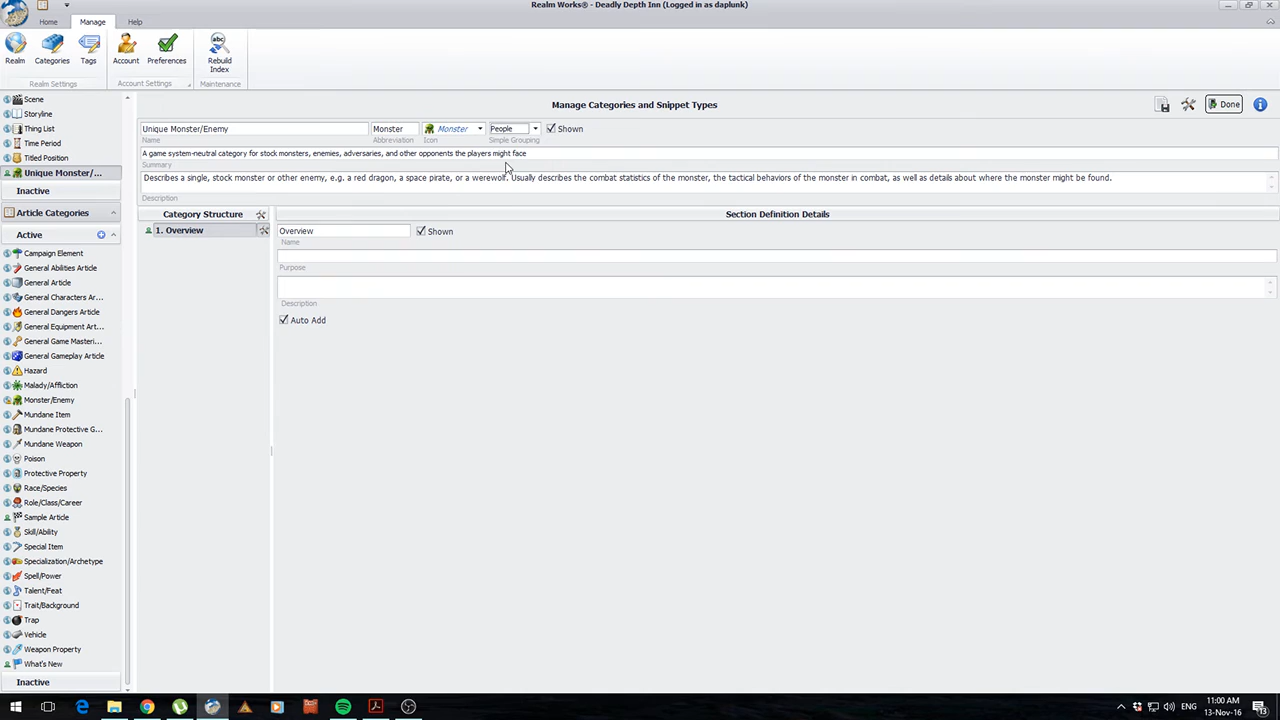 Realm Works® - Deadly Depth Inn (Logged in as daplunk)
Home
Manage
Help
Realm
Categories
Tags
Account
Preferences
Rebuild
Index
Realm Settings
Account Settings
Maintenance
Scene
Storyline
Thing List
Time Period
Titled Position
Unique Monster/...
Inactive
Article Categories
Active
Campaign Element
General Abilities Article
General Article
General Characters Ar...
General Dangers Article
General Equipment Art...
General Game Masteri...
General Gameplay Article
Hazard
Malady/Affliction
Monster/Enemy
Mundane Item
Mundane Protective G...
Mundane Weapon
Poison
Protective Property
Race/Species
Role/Class/Career
Sample Article
Skill/Ability
Special Item
Specialization/Archetype
Spell/Power
Talent/Feat
Trait/Background
Trap
Vehicle
Weapon Property
What's New
Inactive
Manage Categories and Snippet Types
Done
Unique Monster/Enemy
Monster
Monster
People
Shown
Name
Abbreviation
Icon
Simple Grouping
A game system-neutral category for stock monsters, enemies, adversaries, and other opponents the players might face
Summary
Describes a single, stock monster or other enemy, e.g. a red dragon, a space pirate, or a werewolf. Usually describes the combat statistics of the monster, the tactical behaviors of the monster in combat, as well as details about where the monster might be found.
Description
Category Structure
1. Overview
Section Definition Details
Overview
Shown
Name
Purpose
Description
Auto Add
ENG
11:00 AM
13-Nov-16